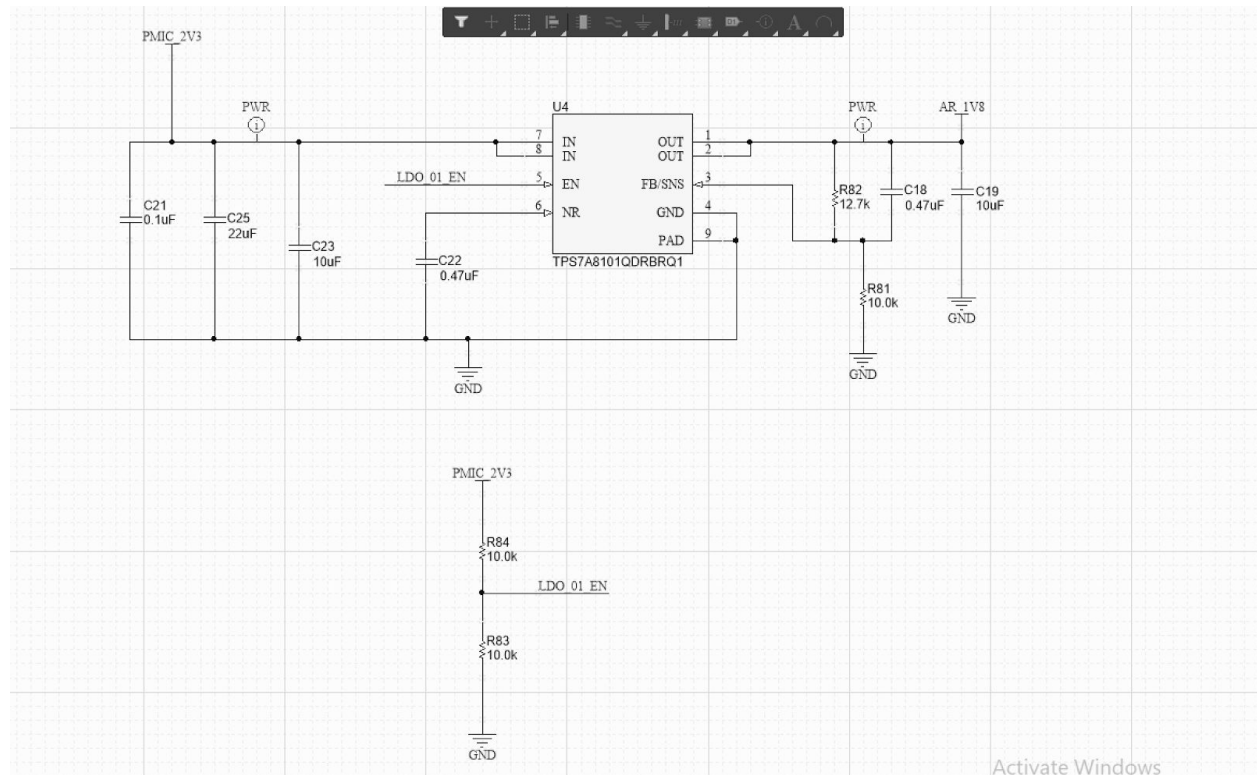 PMIC_2V3
PWR
U4
PWR
AR_1V8
7
IN
OUT
1
8
IN
OUT
2
LDO_01_EN
5
EN
FB/SNS
3
6
NR
GND
4
PAD
9
TPS7A8101QDRBRQ1
C21
0.1uF
C25
22uF
C23
10uF
C22
0.47uF
R82
12.7k
C18
0.47uF
C19
10uF
R81
10.0k
GND
GND
GND
PMIC_2V3
R84
10.0k
LDO_01_EN
R83
10.0k
GND
Activate Windows